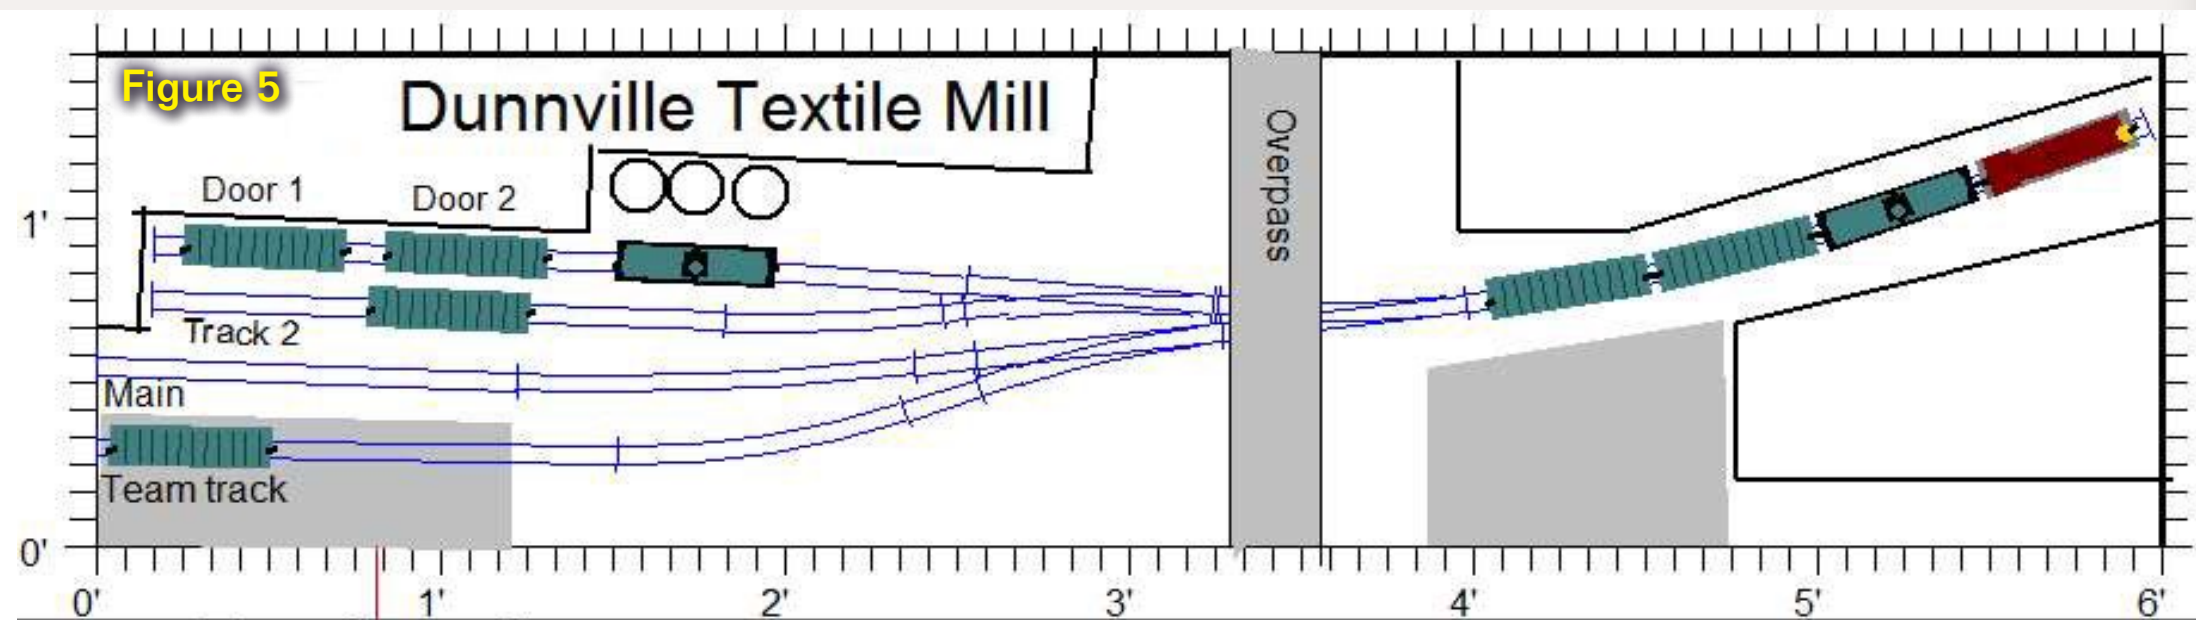 Figure 5
Dunnville Textile Mill
Overpass
Door 1
Door 2
1'
Track 2
Main
Team track
0'
0'
1'
2'
3'
4'
5'
6'